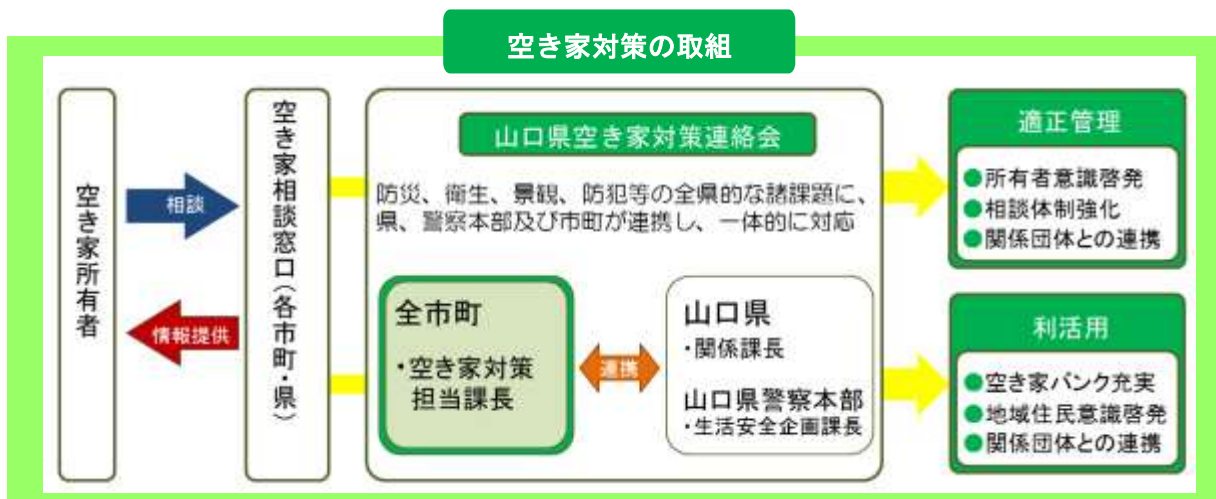 空き家対策の取組
空き家所有者
相談
情報提供
空き家相談窓口（各市町・県）
山口県空き家対策連絡会
防災、衛生、景観、防犯等の全県的な諸課題に、
県、警察本部及び市町が連携し、一体的に対応
全市町
・空き家対策
担当課長
連携
山口県
・関係課長
山口県警察本部
・生活安全企画課長
適正管理
●所有者意識啓発
●相談体制強化
●関係団体との連携
利活用
●空き家バンク充実
●地域住民意識啓発
●関係団体との連携